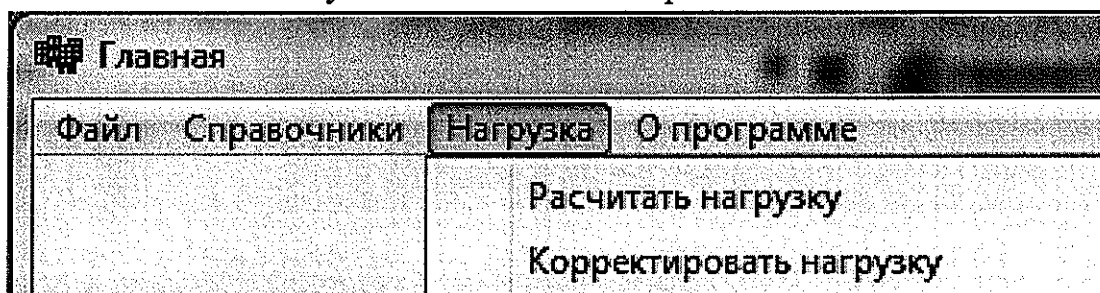 Главная
Файл Справочники Нагрузка О программе
Расчитать нагрузку
Корректировать нагрузку